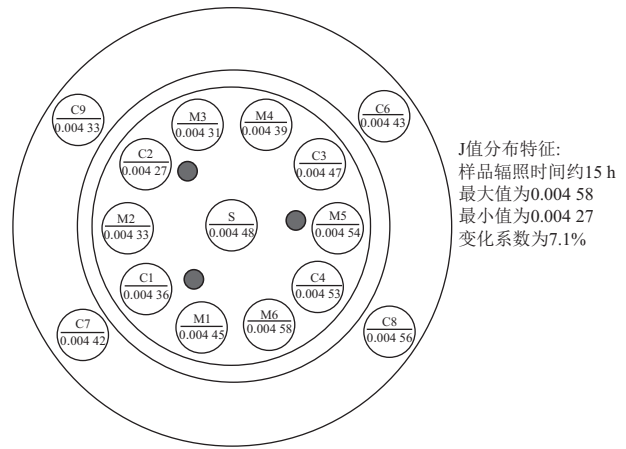 M3
0.004 31
M4
0.004 39
C9
0.004 33
C6
0.004 43
C2
0.004 27
C3
0.004 47
M2
0.004 33
S
0.004 48
M5
0.004 54
C1
0.004 36
C4
0.004 53
M1
0.004 45
M6
0.004 58
C7
0.004 42
C8
0.004 56
J值分布特征:
样品辐照时间约15 h
最大值为0.004 58
最小值为0.004 27
变化系数为7.1%